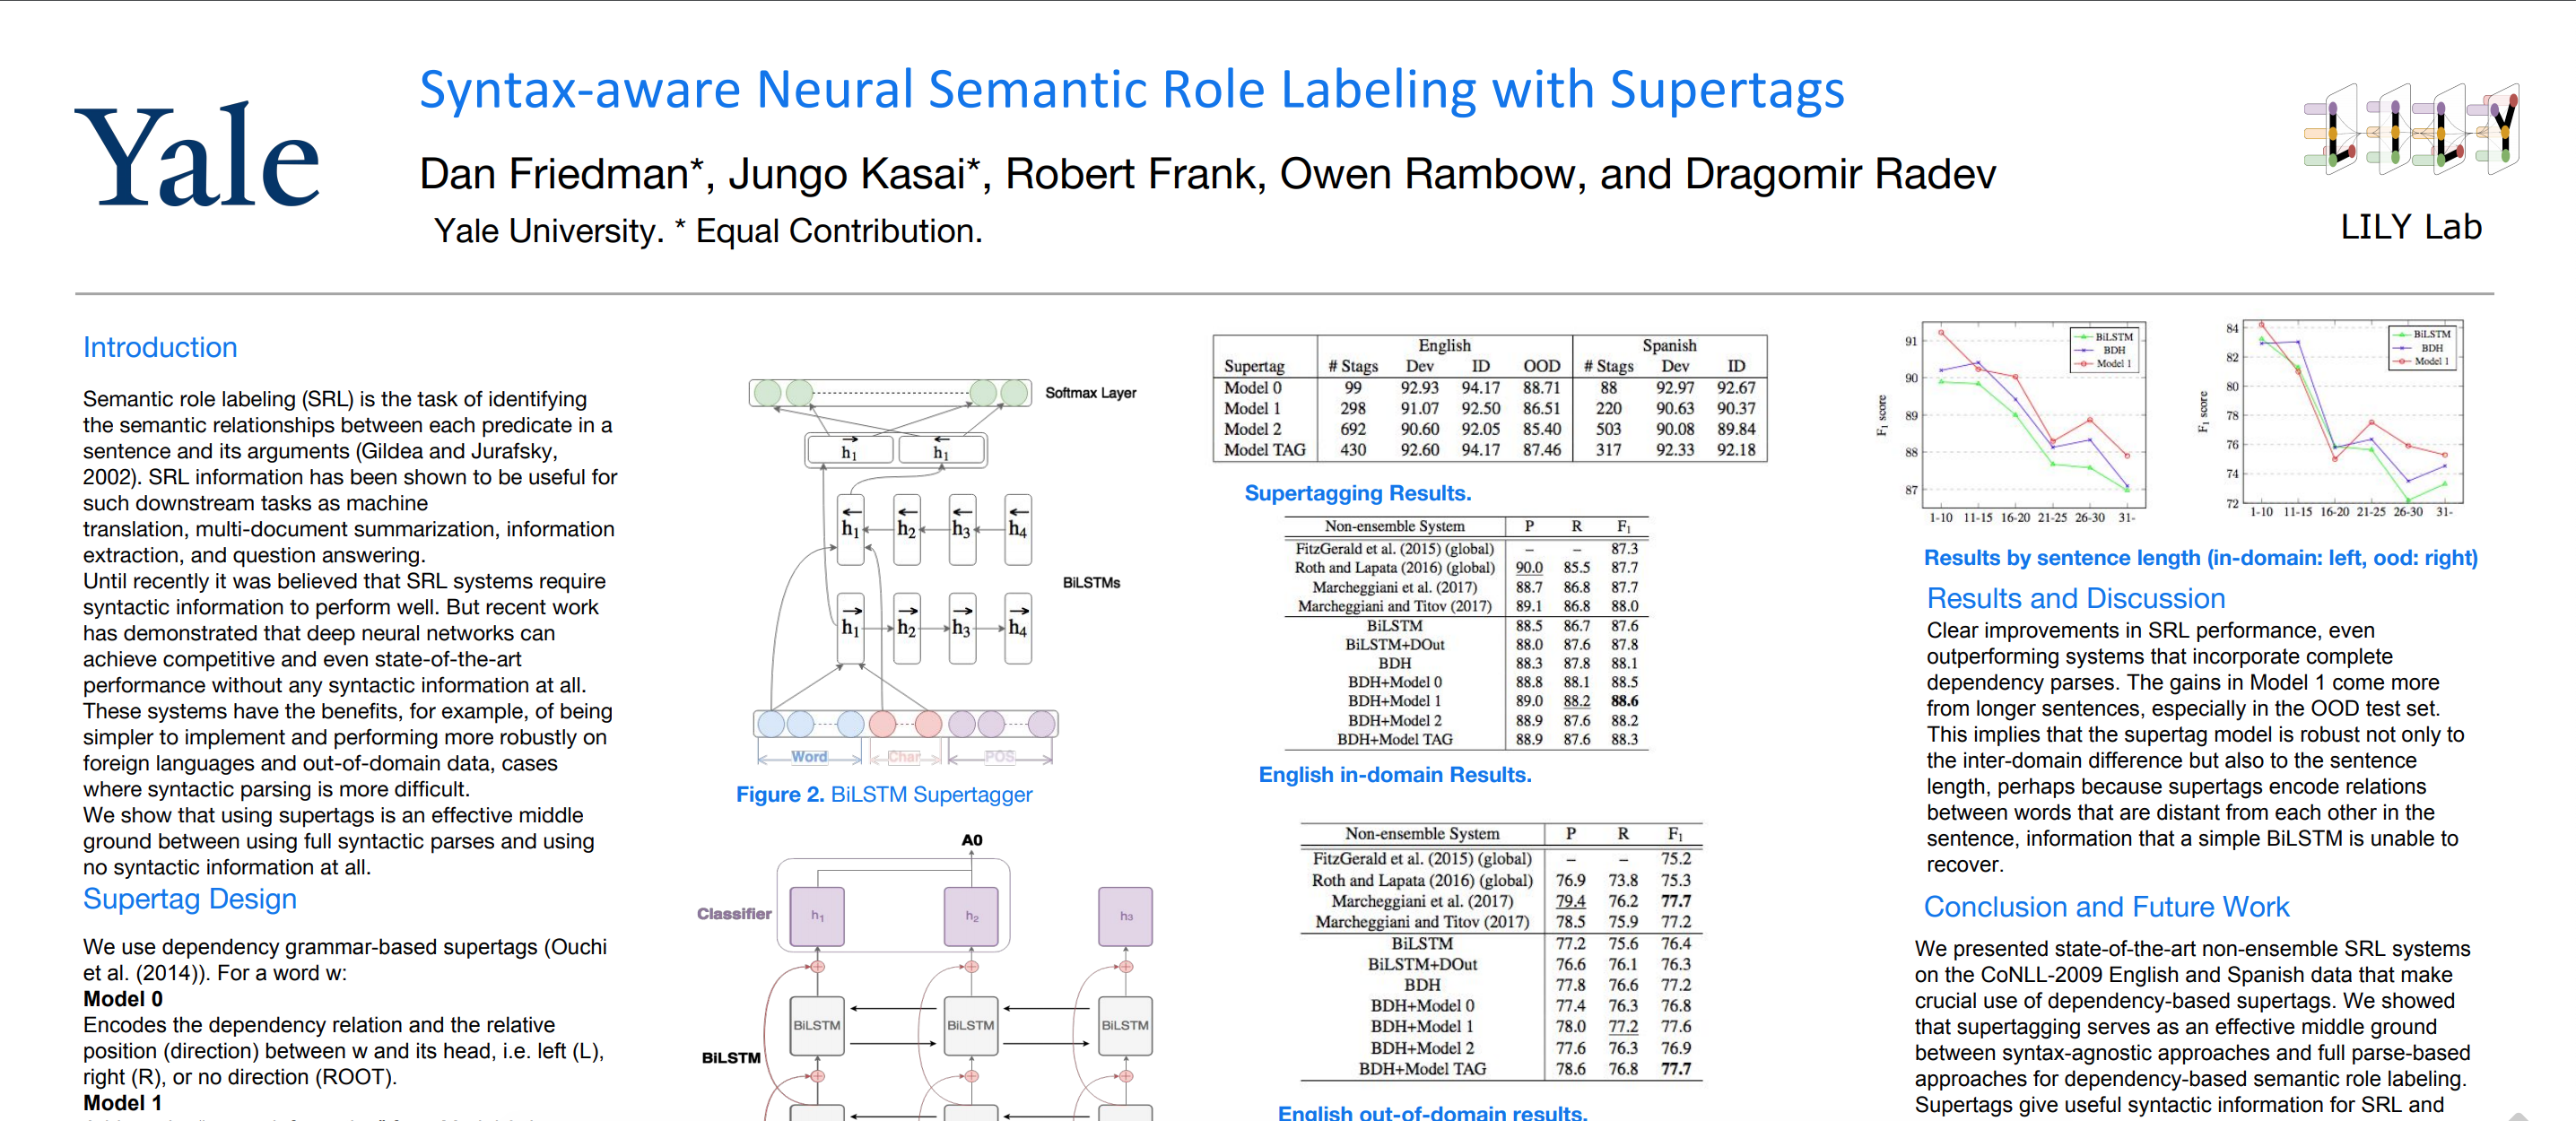 Yale
Syntax-aware Neural Semantic Role Labeling with Supertags
Dan Friedman*, Jungo Kasai*, Robert Frank, Owen Rambow, and Dragomir Radev
Yale University. * Equal Contribution.
LILY
LILY Lab
Introduction
Semantic role labeling (SRL) is the task of identifying
the semantic relationships between each predicate in a
sentence and its arguments (Gildea and Jurafsky,
2002). SRL information has been shown to be useful for
such downstream tasks as machine
translation, multi-document summarization, information
extraction, and question answering.
Until recently it was believed that SRL systems require
syntactic information to perform well. But recent work
has demonstrated that deep neural networks can
achieve competitive and even state-of-the-art
performance without any syntactic information at all.
These systems have the benefits, for example, of being
simpler to implement and performing more robustly on
foreign languages and out-of-domain data, cases
where syntactic parsing is more difficult.
We show that using supertags is an effective middle
ground between using full syntactic parses and using
no syntactic information at all.
Supertag Design
We use dependency grammar-based supertags (Ouchi
et al. (2014)). For a word w:
Model 0
Encodes the dependency relation and the relative
position (direction) between w and its head, i.e. left (L),
right (R), or no direction (ROOT).
Model 1
Softmax Layer
h1 h1
h1 h2 h3 h4
BiLSTMs
h1 h2 h3 h4
Word Char POS
Figure 2. BiLSTM Supertagger
A0
Classifier h1 h2 h3
BiLSTM BiLSTM BiLSTM
BiLSTM
English Spanish
Supertag # Stags Dev ID OOD # Stags Dev ID
Model 0 99 92.93 94.17 88.71 88 92.97 92.67
Model 1 298 91.07 92.50 86.51 220 90.63 90.37
Model 2 692 90.60 92.05 85.40 503 90.08 89.84
Model TAG 430 92.60 94.17 87.46 317 92.33 92.18
Supertagging Results.
Non-ensemble System P R F1
FitzGerald et al. (2015) (global) – – 87.3
Roth and Lapata (2016) (global) 90.0 85.5 87.7
Marcheggiani et al. (2017) 88.7 86.8 87.7
Marcheggiani and Titov (2017) 89.1 86.8 88.0
BiLSTM 88.5 86.7 87.6
BiLSTM+DOut 88.0 87.6 87.8
BDH 88.3 87.8 88.1
BDH+Model 0 88.8 88.1 88.5
BDH+Model 1 89.0 88.2 88.6
BDH+Model 2 88.9 87.6 88.2
BDH+Model TAG 88.9 87.6 88.3
English in-domain Results.
Non-ensemble System P R F1
FitzGerald et al. (2015) (global) – – 75.2
Roth and Lapata (2016) (global) 76.9 73.8 75.3
Marcheggiani et al. (2017) 79.4 76.2 77.7
Marcheggiani and Titov (2017) 78.5 75.9 77.2
BiLSTM 77.2 75.6 76.4
BiLSTM+DOut 76.6 76.1 76.3
BDH 77.8 76.6 77.2
BDH+Model 0 77.4 76.3 76.8
BDH+Model 1 78.0 77.2 77.6
BDH+Model 2 77.6 76.3 76.9
BDH+Model TAG 78.6 76.8 77.7
English out-of-domain results.
F1 score
91
90
89
88
87
1-10 11-15 16-20 21-25 26-30 31-
BiLSTM
BDH
Model 1
F1 score
84
82
80
78
76
74
72
1-10 11-15 16-20 21-25 26-30 31-
BiLSTM
BDH
Model 1
Results by sentence length (in-domain: left, ood: right)
Results and Discussion
Clear improvements in SRL performance, even
outperforming systems that incorporate complete
dependency parses. The gains in Model 1 come more
from longer sentences, especially in the OOD test set.
This implies that the supertag model is robust not only to
the inter-domain difference but also to the sentence
length, perhaps because supertags encode relations
between words that are distant from each other in the
sentence, information that a simple BiLSTM is unable to
recover.
Conclusion and Future Work
We presented state-of-the-art non-ensemble SRL systems
on the CoNLL-2009 English and Spanish data that make
crucial use of dependency-based supertags. We showed
that supertagging serves as an effective middle ground
between syntax-agnostic approaches and full parse-based
approaches for dependency-based semantic role labeling.
Supertags give useful syntactic information for SRL and